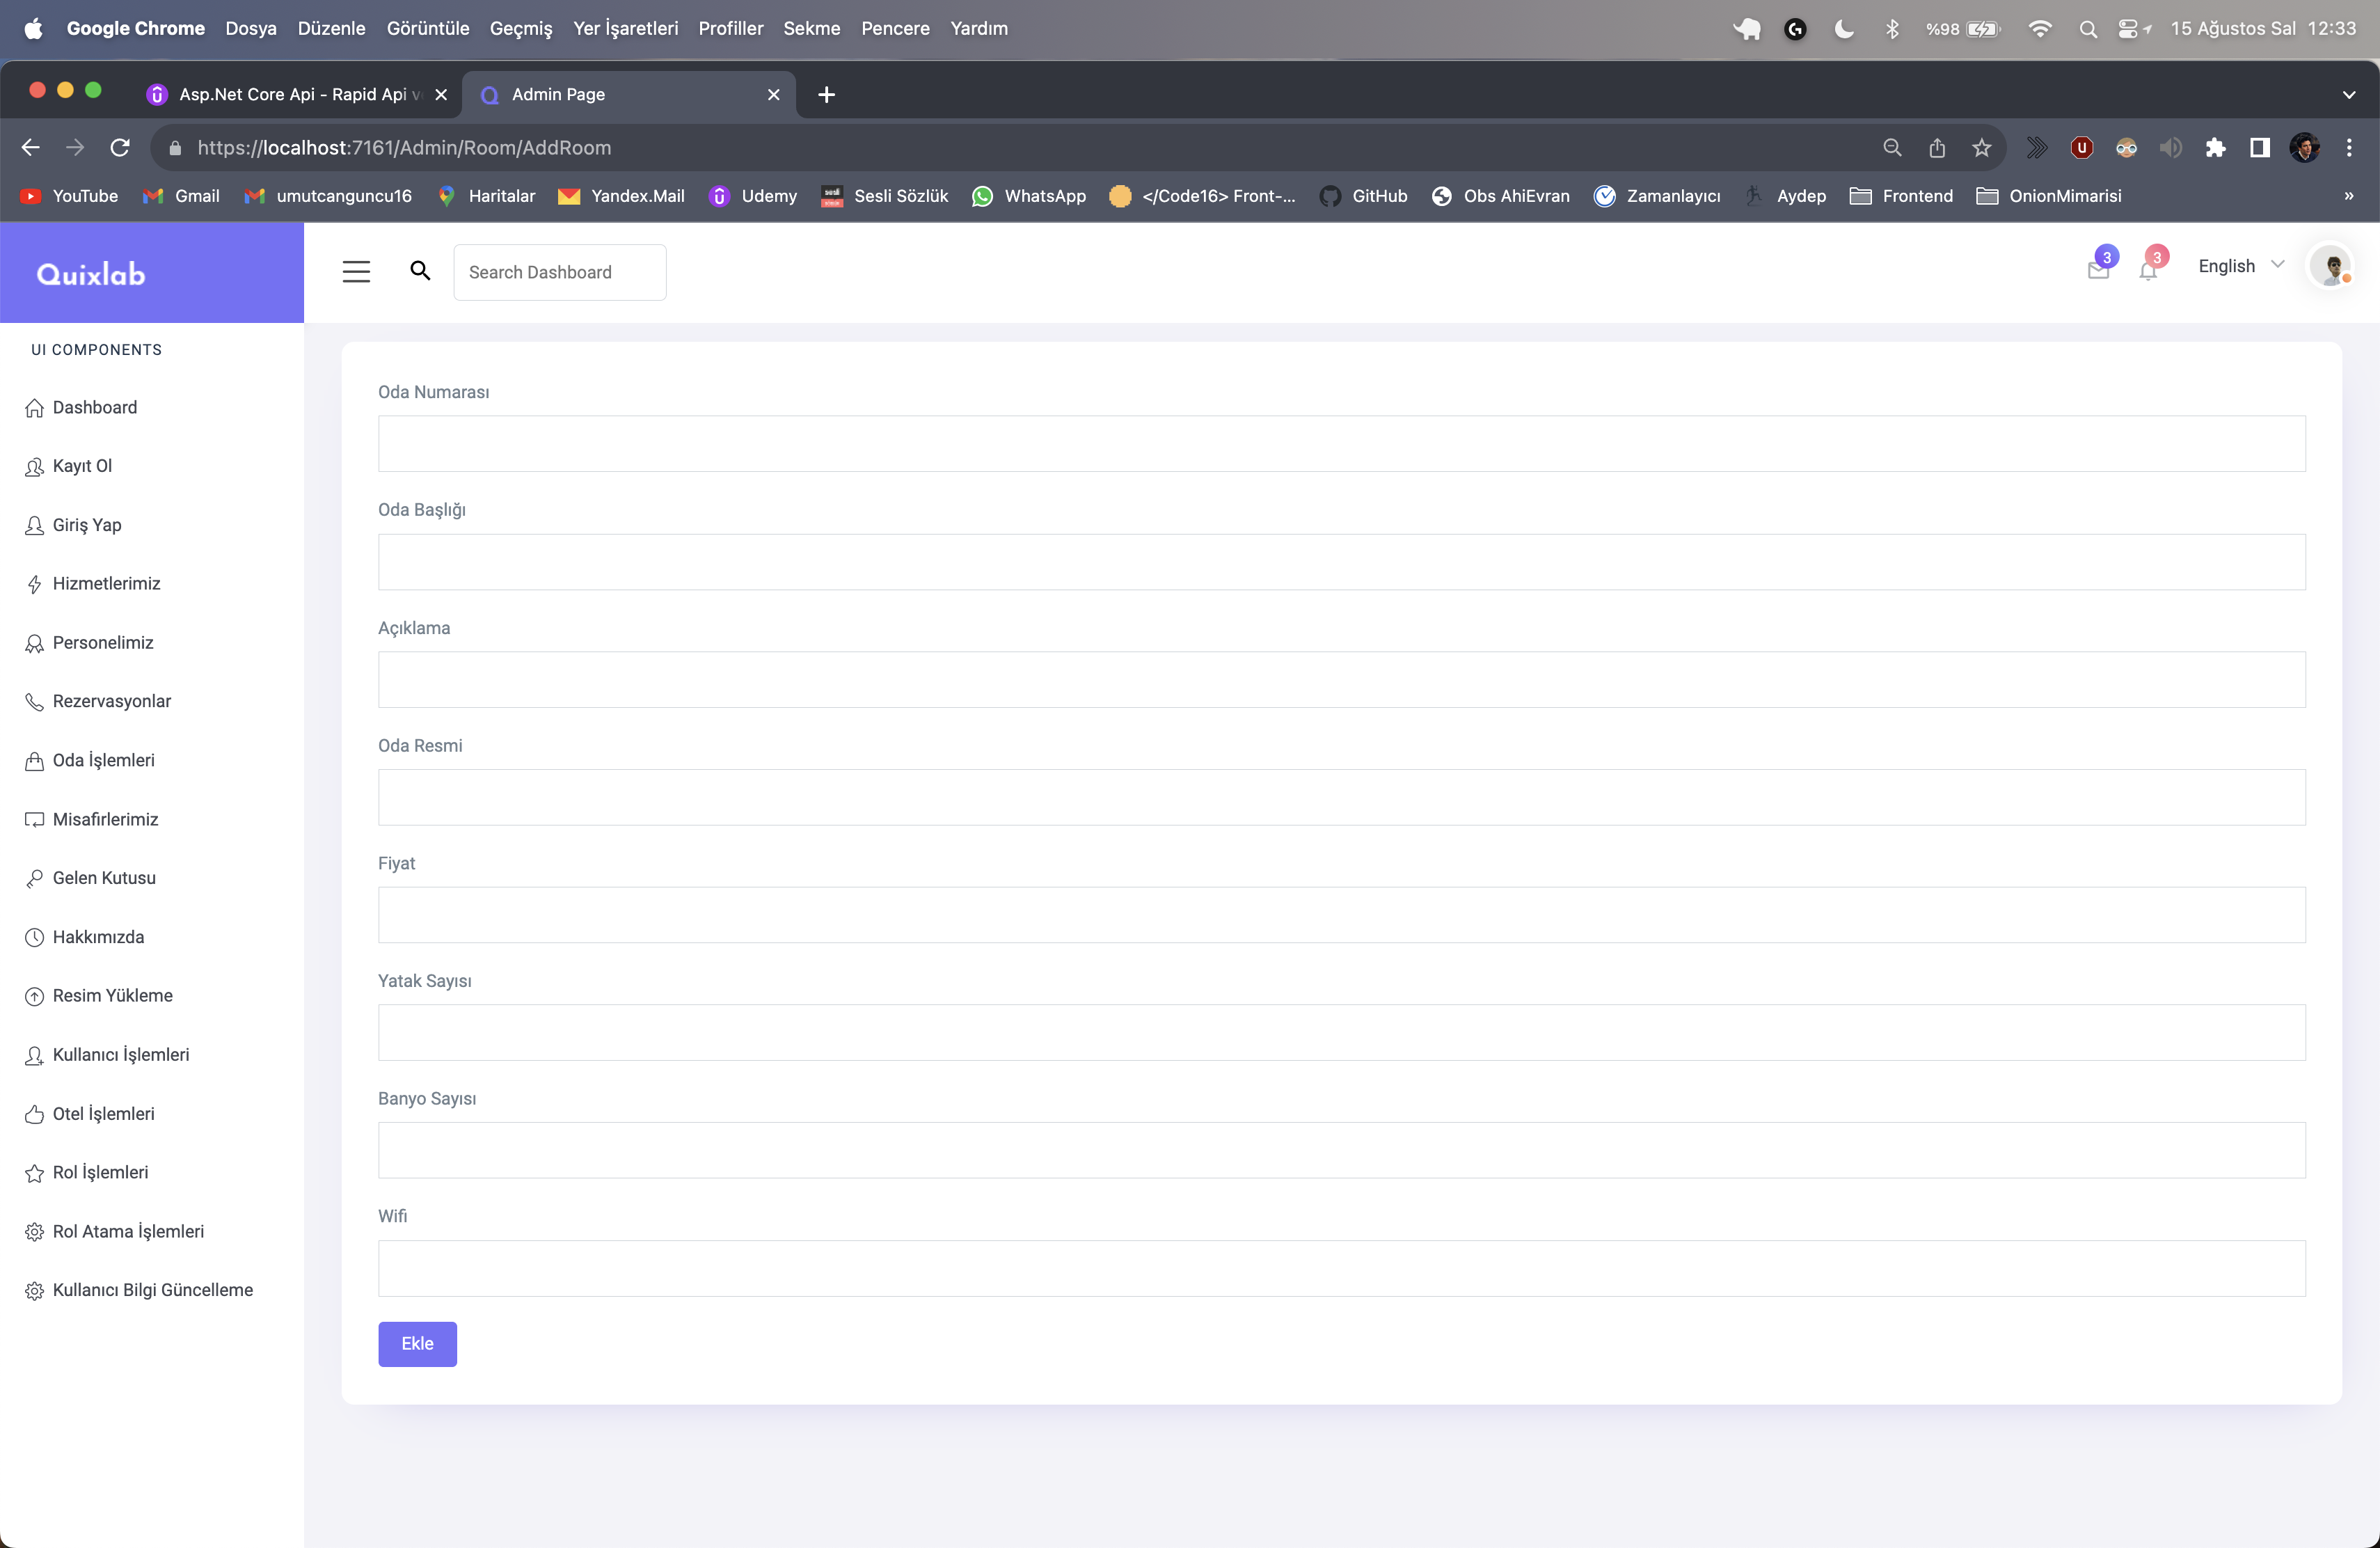 Google Chrome Dosya Düzenle Görüntüle Geçmiş Yer İşaretleri Profiller Sekme Pencere Yardım %98 15 Ağustos Sal 12:33
Asp.Net Core Api - Rapid Api Admin Page
https://localhost:7161/Admin/Room/AddRoom
YouTube Gmail umutcanguncu16 Haritalar Yandex.Mail Udemy Sesli Sözlük WhatsApp </Code16> Front-... GitHub Obs AhiEvran Zamanlayıcı Aydep Frontend OnionMimarisi »
Quixlab
Search Dashboard
3 3 English
UI COMPONENTS
Dashboard
Kayıt Ol
Giriş Yap
Hizmetlerimiz
Personelimiz
Rezervasyonlar
Oda İşlemleri
Misafirlerimiz
Gelen Kutusu
Hakkımızda
Resim Yükleme
Kullanıcı İşlemleri
Otel İşlemleri
Rol İşlemleri
Rol Atama İşlemleri
Kullanıcı Bilgi Güncelleme
Oda Numarası
Oda Başlığı
Açıklama
Oda Resmi
Fiyat
Yatak Sayısı
Banyo Sayısı
Wifi
Ekle